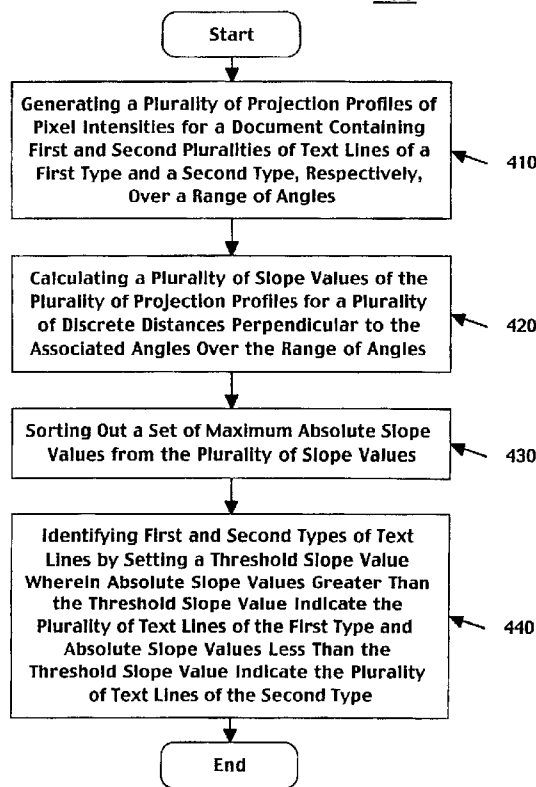 Start
Generating a Plurality of Projection Profiles of
Pixel Intensities for a Document Containing
First and Second Pluralities of Text Lines of a
First Type and a Second Type, Respectively,
Over a Range of Angles
410
Calculating a Plurality of Slope Values of the
Plurality of Projection Profiles for a Plurality
of Discrete Distances Perpendicular to the
Associated Angles Over the Range of Angles
420
Sorting Out a Set of Maximum Absolute Slope
Values from the Plurality of Slope Values
430
Identifying First and Second Types of Text
Lines by Setting a Threshold Slope Value
Wherein Absolute Slope Values Greater Than
the Threshold Slope Value Indicate the
Plurality of Text Lines of the First Type and
Absolute Slope Values Less Than the
Threshold Slope Value Indicate the Plurality
of Text Lines of the Second Type
440
End